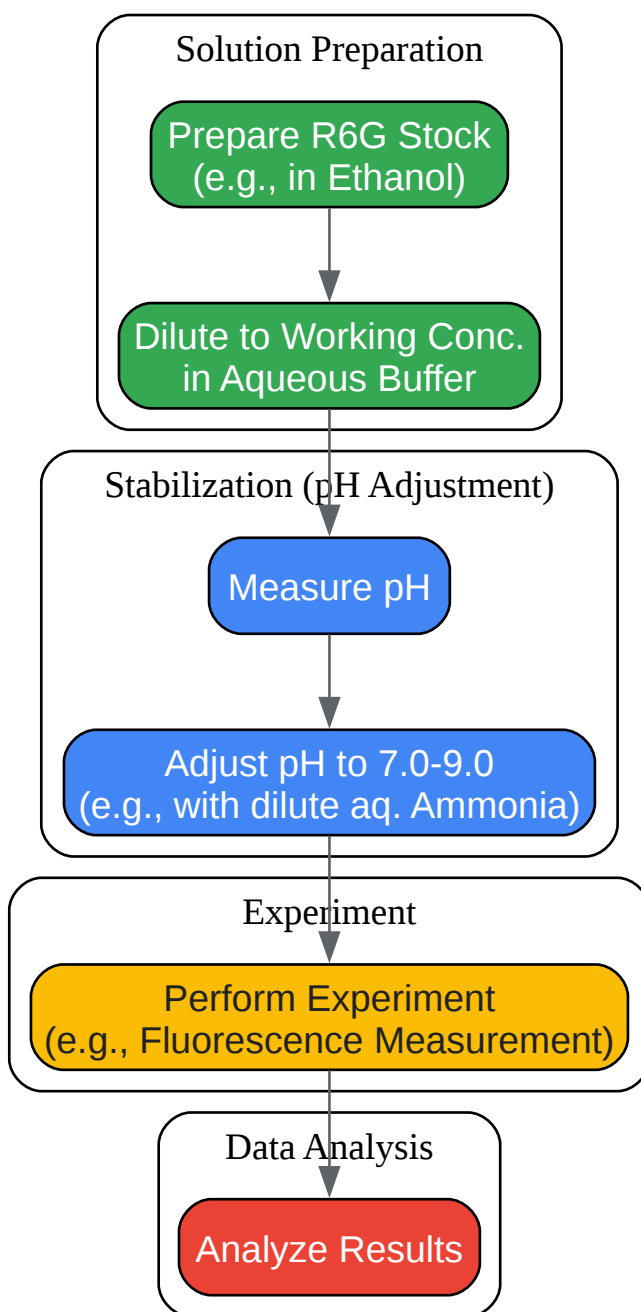 Solution Preparation
Prepare R6G Stock
(e.g., in Ethanol)
Dilute to Working Conc.
in Aqueous Buffer
Stabilization (pH Adjustment)
Measure pH
Adjust pH to 7.0-9.0
(e.g., with dilute aq. Ammonia)
Experiment
Perform Experiment
(e.g., Fluorescence Measurement)
Data Analysis
Analyze Results